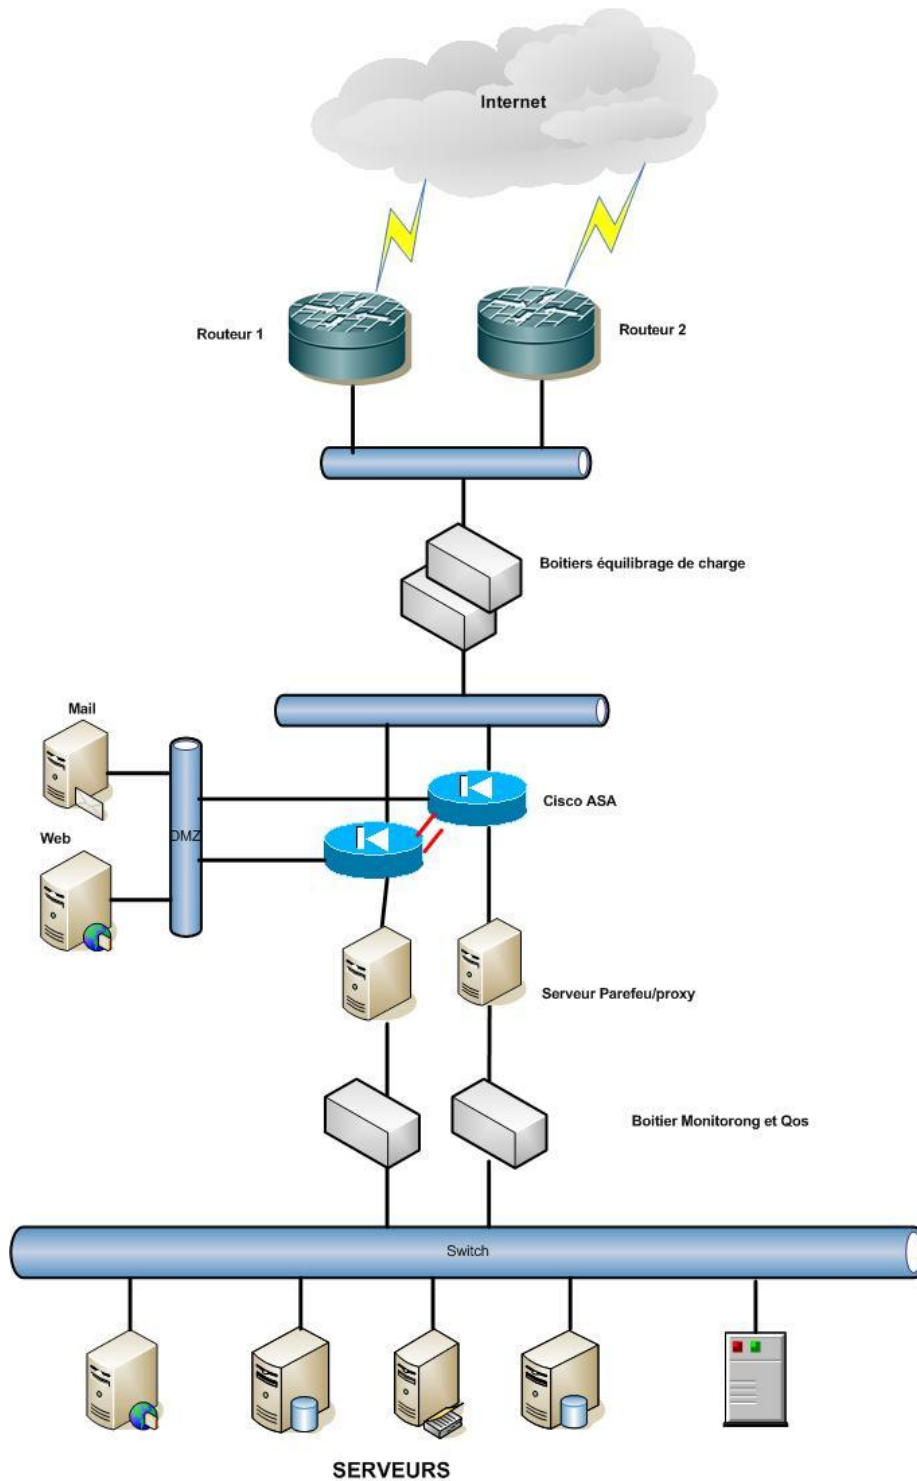 Internet
Routeur 1
Routeur 2
Boitiers équilibrage de charge
Mail
Cisco ASA
DMZ
Web
Serveur Parefeu/proxy
Boitier Monitorong et Qos
Switch
SERVEURS